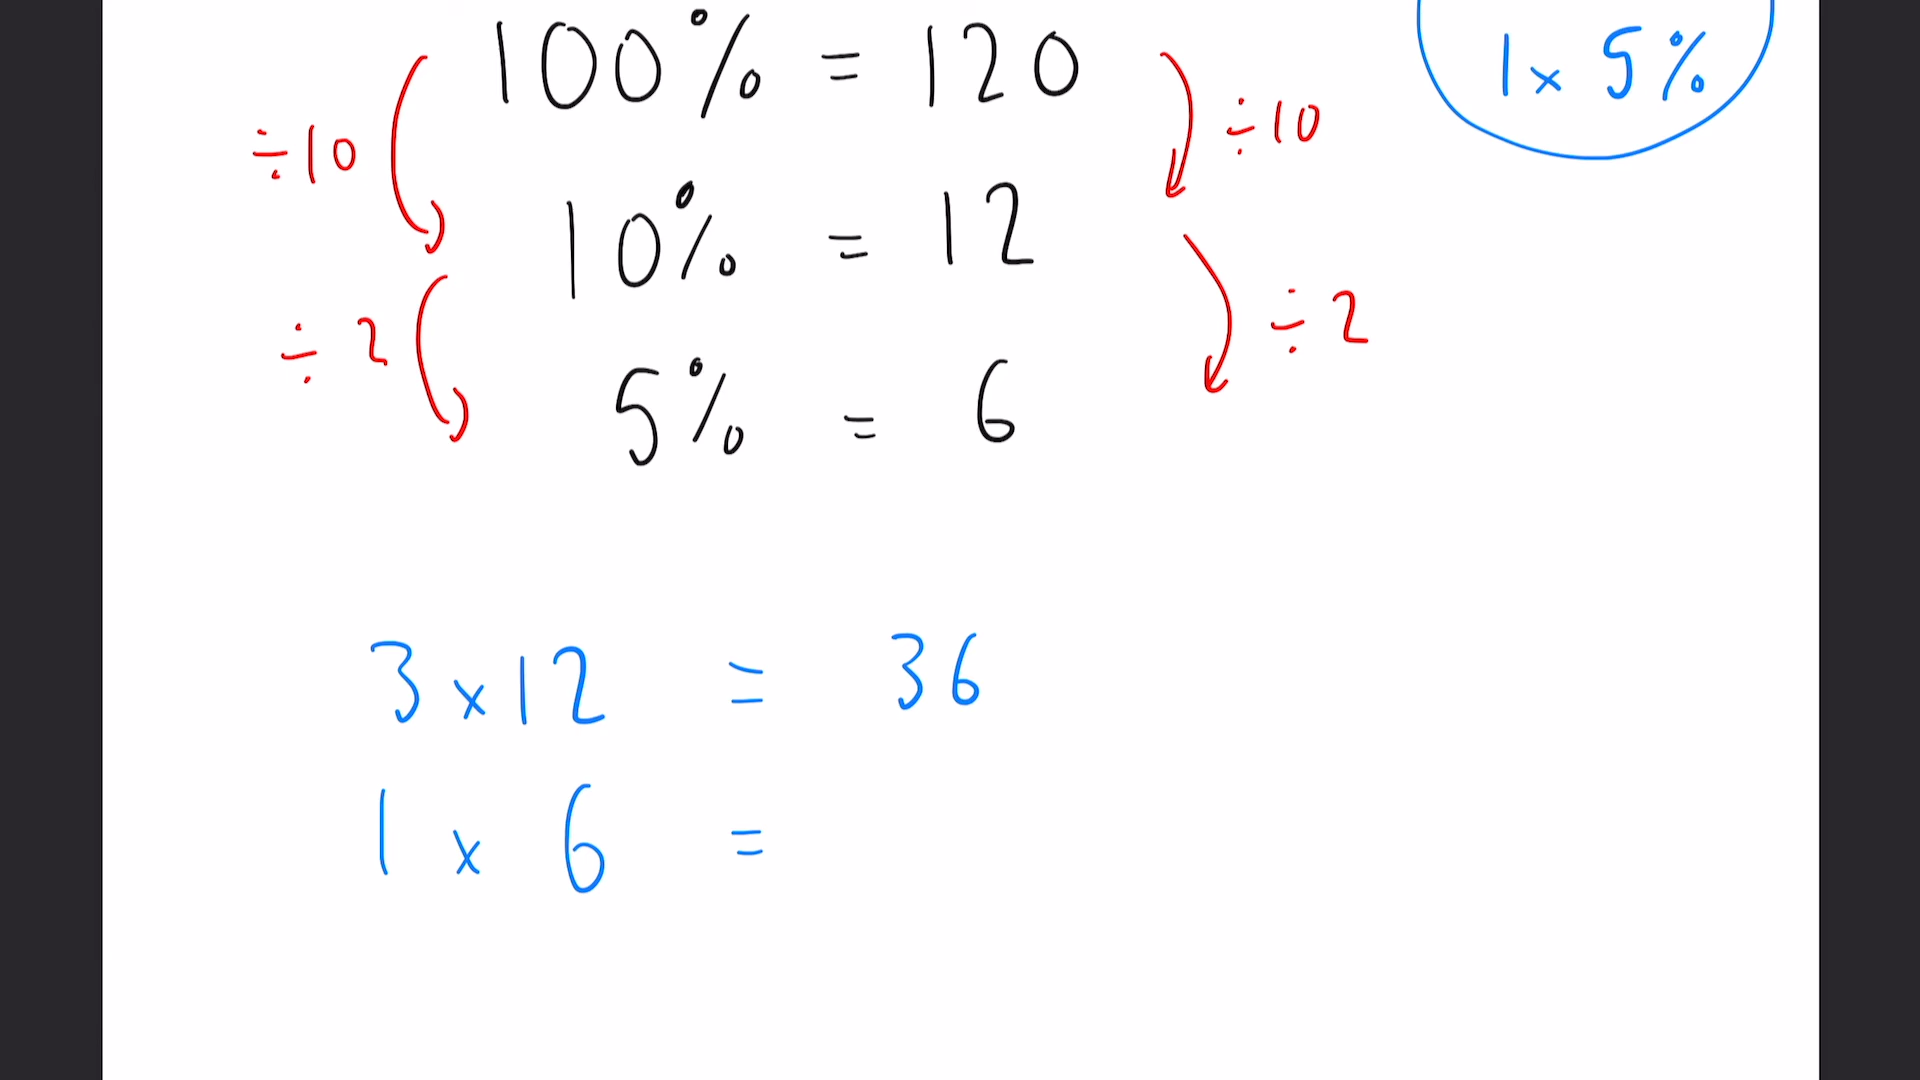 100% = 120
1 x 5%
÷10
÷10
10% = 12
÷ 2
÷ 2
5% = 6
3 x 12 = 36
1 x 6 =